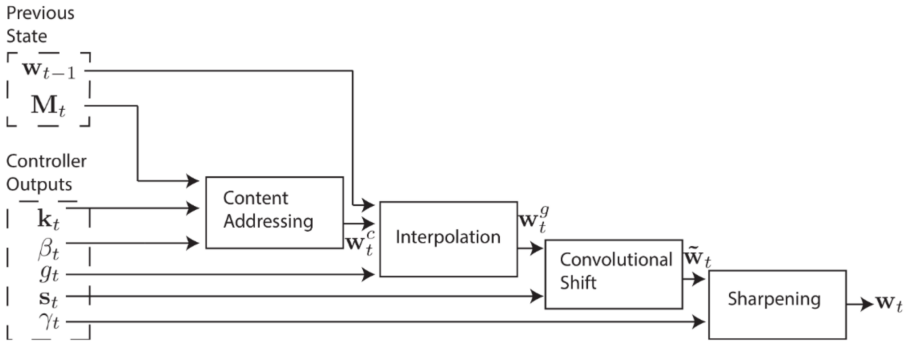 Previous
State
w_{t−1}
M_t
Controller
Outputs
k_t
β_t
g_t
s_t
γ_t
Content
Addressing
w_t^c
Interpolation
w_t^g
Convolutional
Shift
w̃_t
Sharpening
w_t